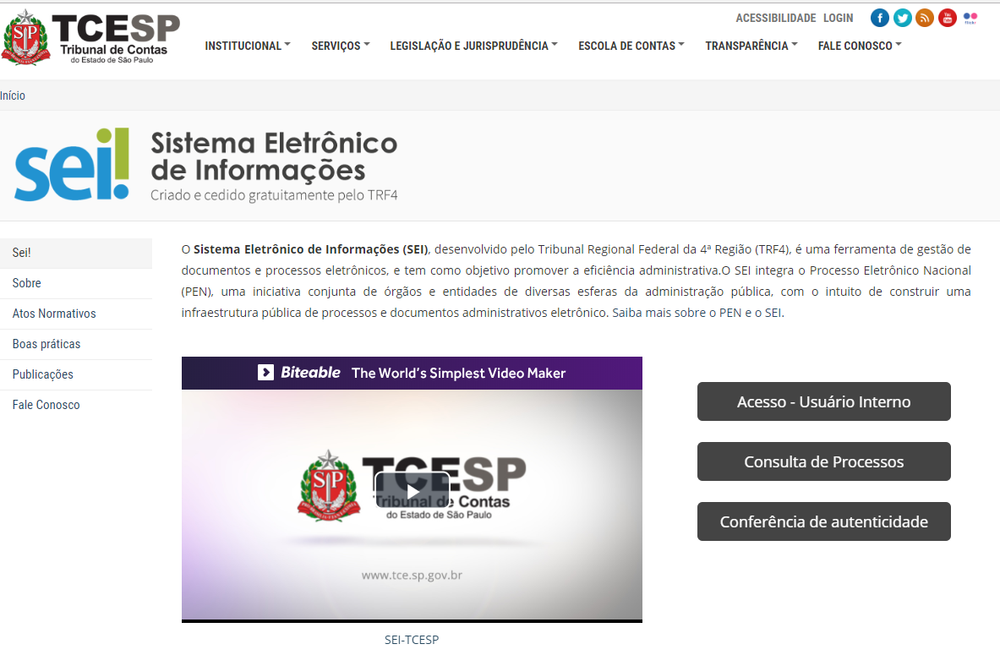 TCESP
Tribunal de Contas
do Estado de São Paulo
ACESSIBILIDADE LOGIN
INSTITUCIONAL SERVIÇOS LEGISLAÇÃO E JURISPRUDÊNCIA ESCOLA DE CONTAS TRANSPARÊNCIA FALE CONOSCO
Início
sei!
Sistema Eletrônico
de Informações
Criado e cedido gratuitamente pelo TRF4
Sei!
Sobre
Atos Normativos
Boas práticas
Publicações
Fale Conosco
O Sistema Eletrônico de Informações (SEI), desenvolvido pelo Tribunal Regional Federal da 4ª Região (TRF4), é uma ferramenta de gestão de
documentos e processos eletrônicos, e tem como objetivo promover a eficiência administrativa.O SEI integra o Processo Eletrônico Nacional
(PEN), uma iniciativa conjunta de órgãos e entidades de diversas esferas da administração pública, com o intuito de construir uma
infraestrutura pública de processos e documentos administrativos eletrônico. Saiba mais sobre o PEN e o SEI.
Biteable The World's Simplest Video Maker
TCESP
Tribunal de Contas
do Estado de São Paulo
www.tce.sp.gov.br
SEI-TCESP
Acesso - Usuário Interno
Consulta de Processos
Conferência de autenticidade